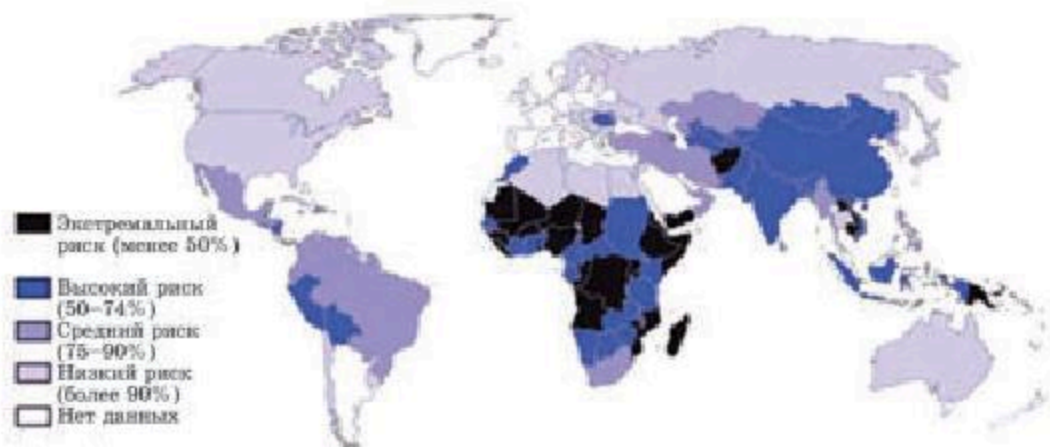 Экстремальный
риск (менее 50%)
Высокий риск
(50–74%)
Средний риск
(75–90%)
Низкий риск
(более 90%)
Нет данных